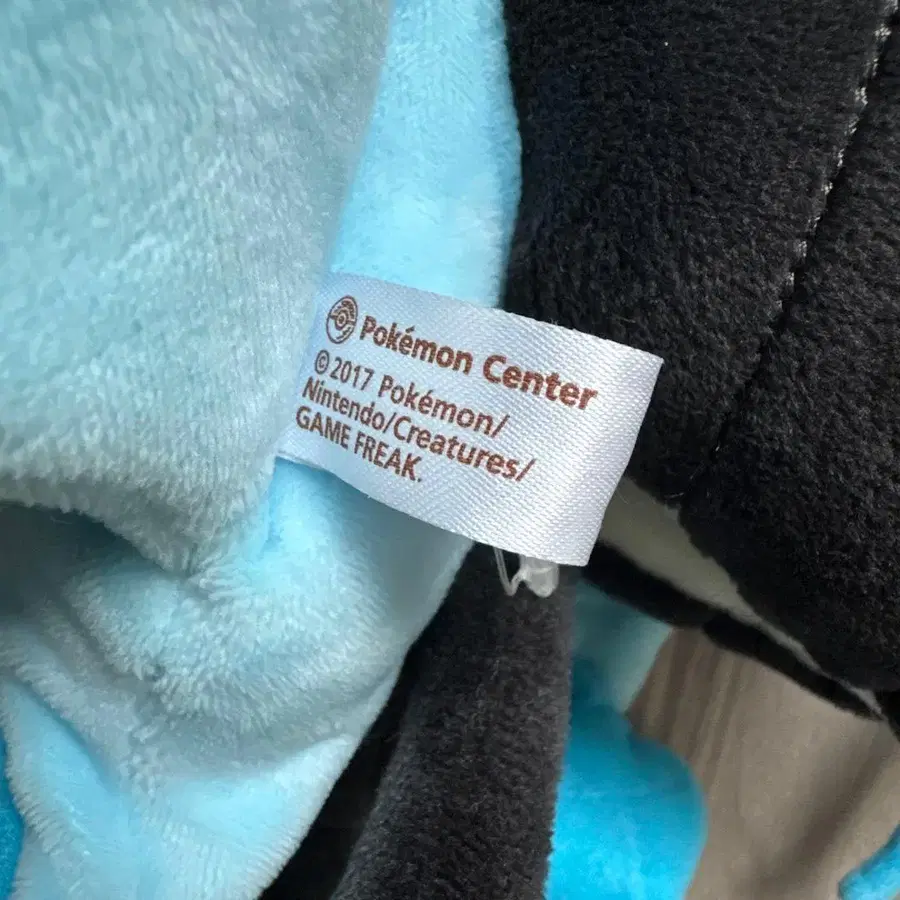 Pokémon Center
© 2017 Pokémon/
Nintendo/Creatures/
GAME FREAK.